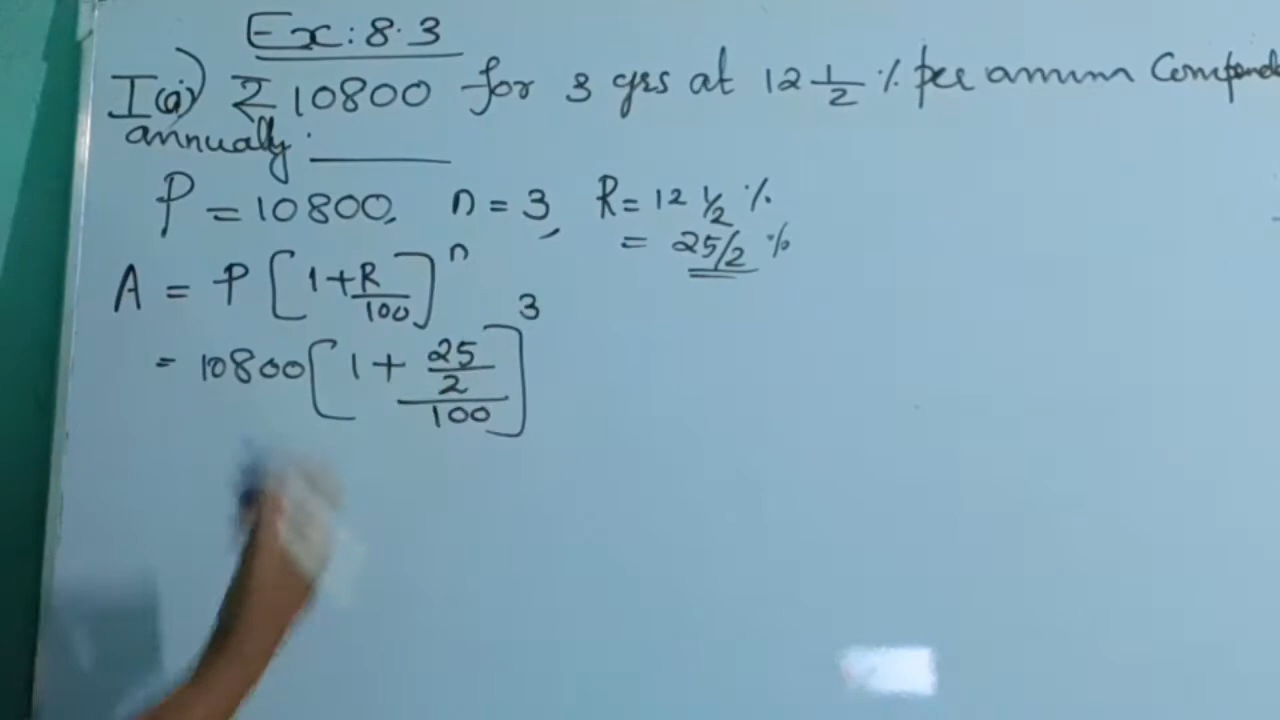 Ex: 8.3
I(a) ₹ 10800 for 3 yrs at 12 1/2 % per annum
annually:
P = 10800, n = 3, R = 12 1/2 %
= 25/2 %
A = P [1 + R/100]^n
= 10800 [1 + 25/2/100]^3